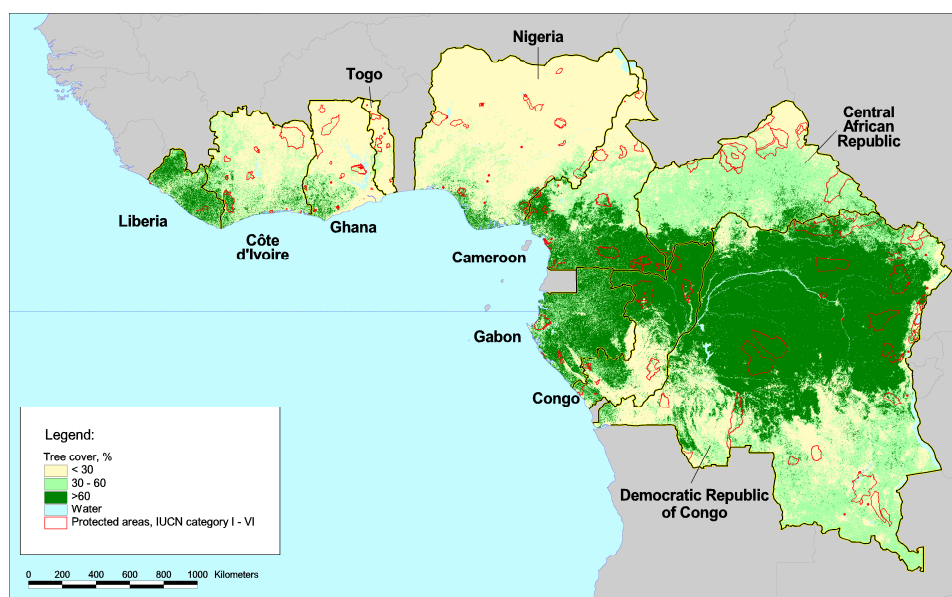 Nigeria
Togo
Central
African
Republic
Liberia
Côte
d'Ivoire
Ghana
Cameroon
Gabon
Congo
Democratic Republic
of Congo
Legend:
Tree cover, %
< 30
30 - 60
>60
Water
Protected areas, IUCN category I - VI
0 200 400 600 800 1000 Kilometers